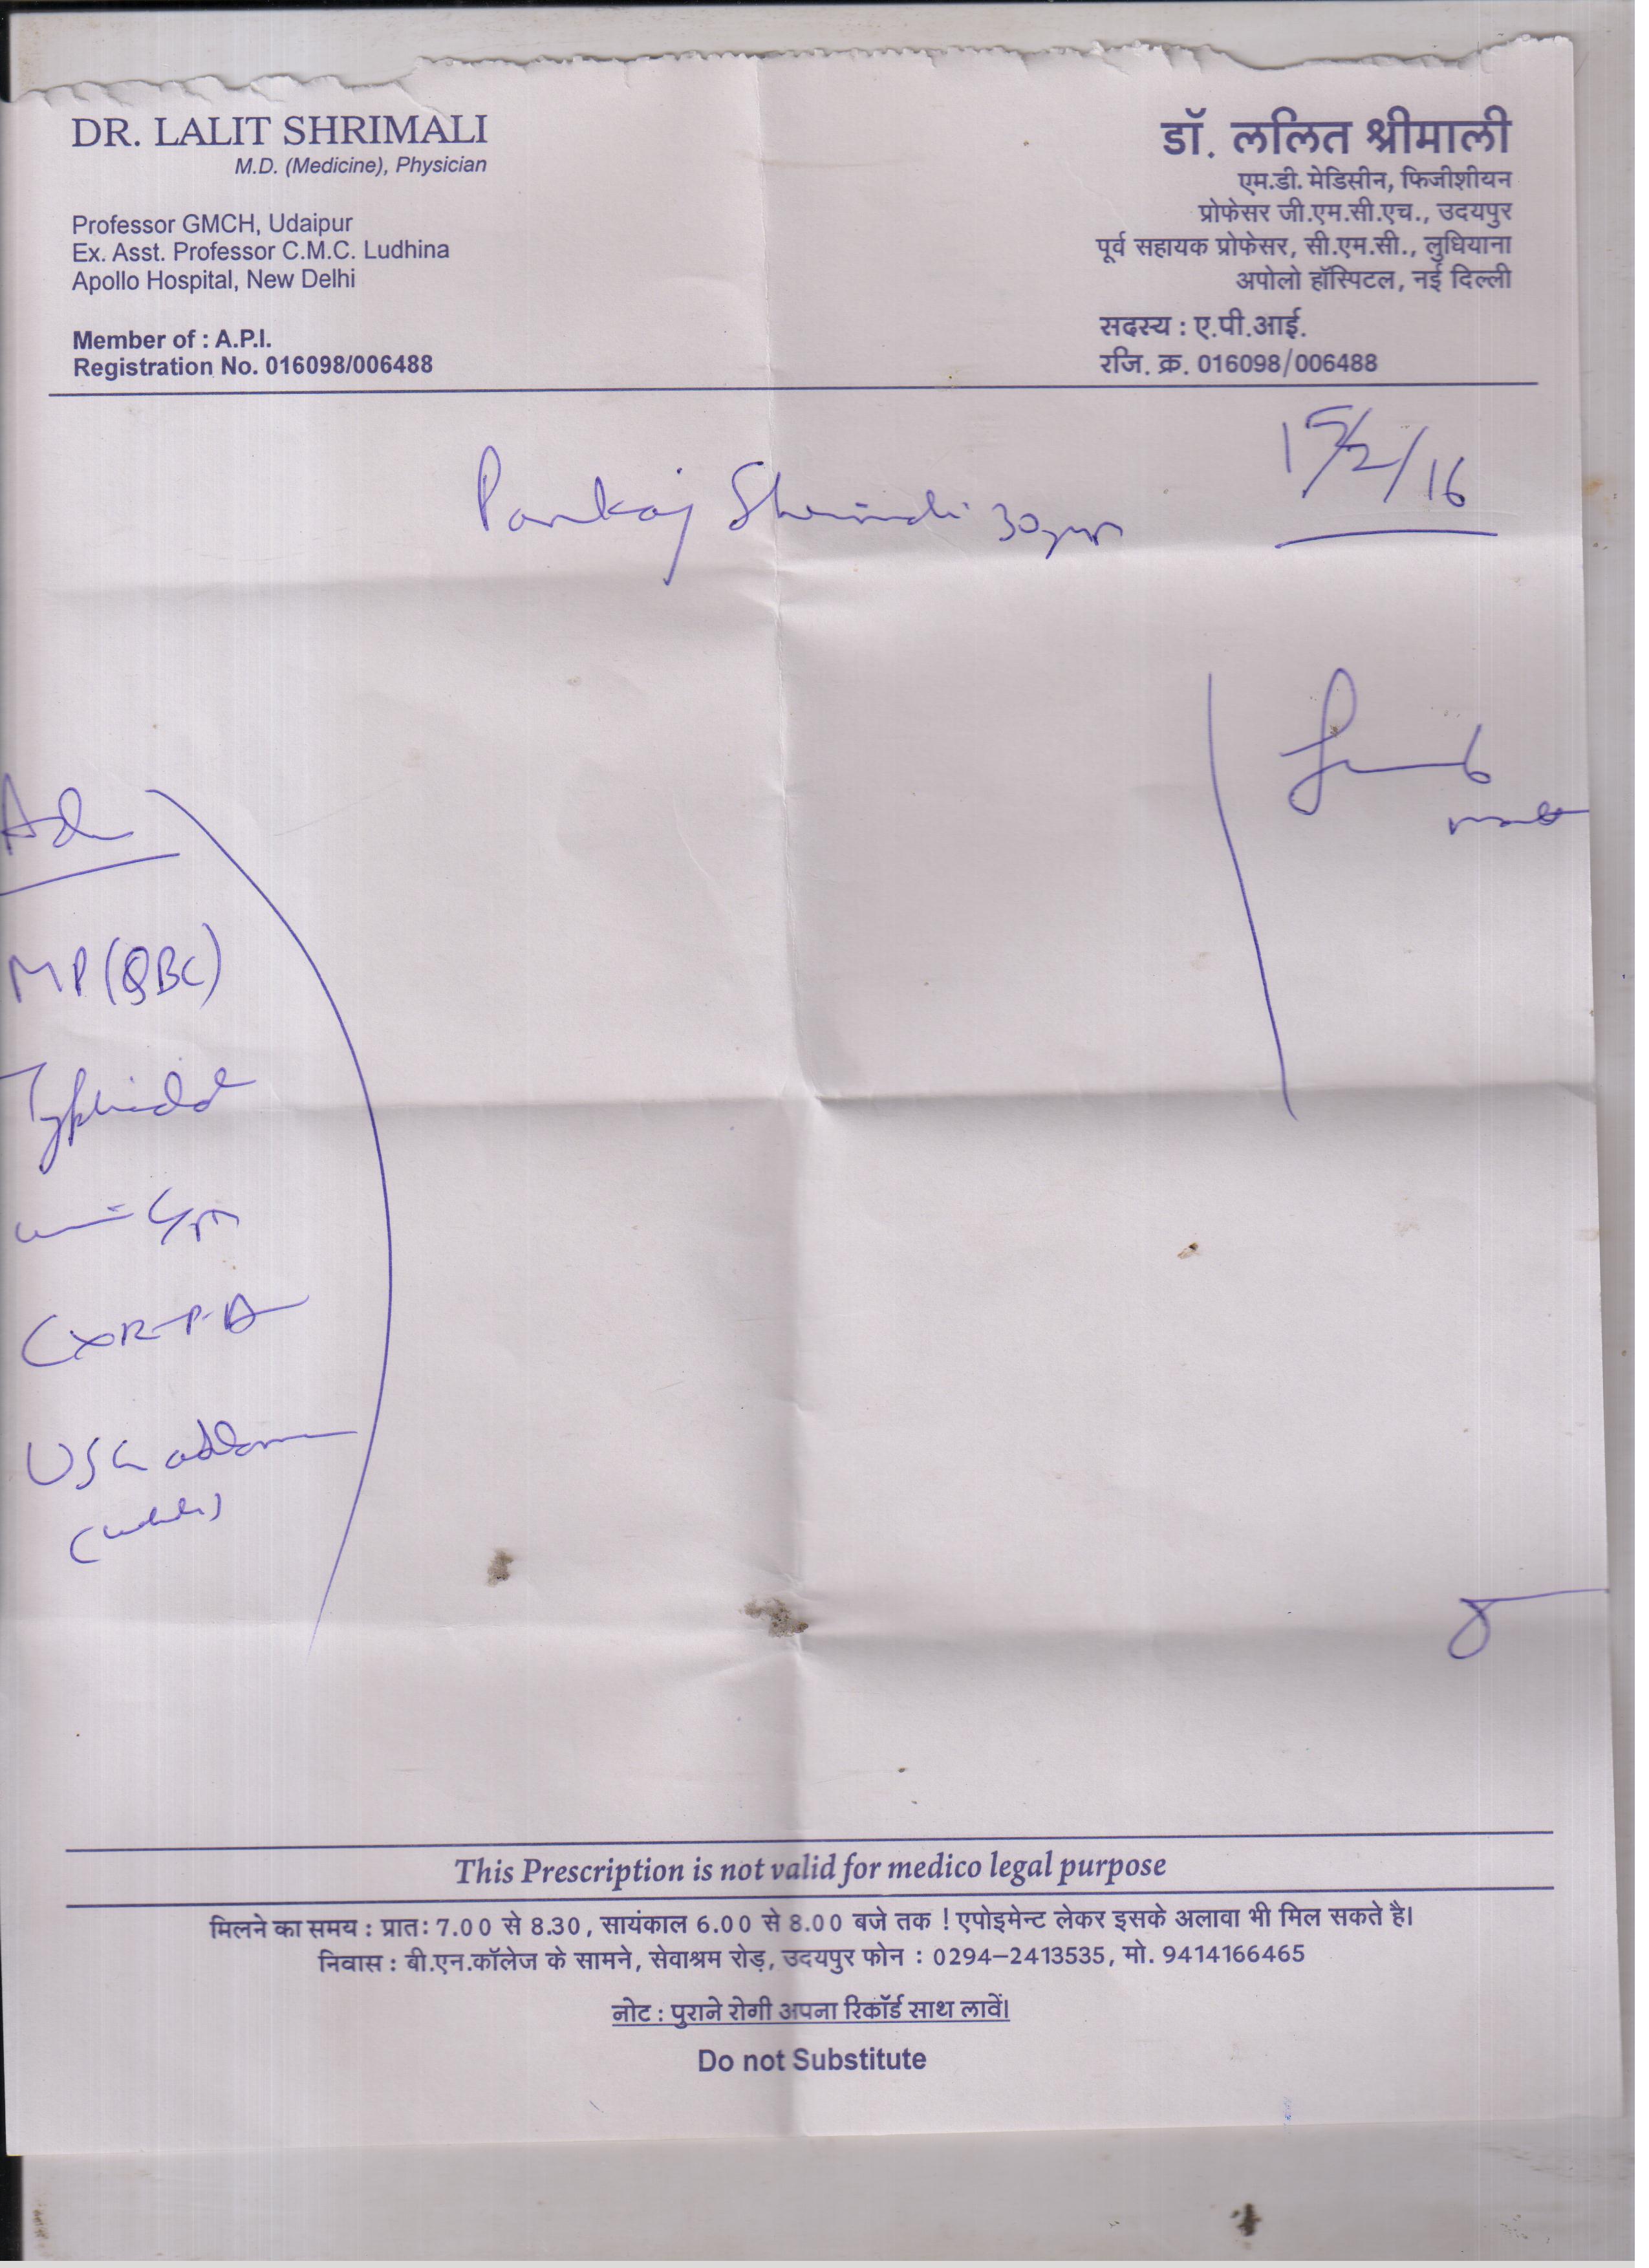 DR. LALIT SHRIMALI
M.D. (Medicine), Physician
Professor GMCH, Udaipur
Ex. Asst. Professor C.M.C. Ludhina
Apollo Hospital, New Delhi
Member of : A.P.I.
Registration No. 016098/006488
डॉ. ललित श्रीमाली
एम.डी. मेडिसीन, फिजीशीयन
प्रोफेसर जी.एम.सी.एच., उदयपुर
पूर्व सहायक प्रोफेसर, सी.एम.सी., लुधियाना
अपोलो हॉस्पिटल, नई दिल्ली
सदस्य : ए.पी.आई.
रजि. क्र. 016098/006488
15/2/16
Pankaj 30
MP (QBC)
Typhidot
CXR-PA
USG abdomen
This Prescription is not valid for medico legal purpose
मिलने का समय : प्रातः 7.00 से 8.30, सायंकाल 6.00 से 8.00 बजे तक ! एपोइमेन्ट लेकर इसके अलावा भी मिल सकते है।
निवास : बी.एन.कॉलेज के सामने, सेवाश्रम रोड़, उदयपुर फोन : 0294-2413535, मो. 9414166465
नोट : पुराने रोगी अपना रिकॉर्ड साथ लावें।
Do not Substitute